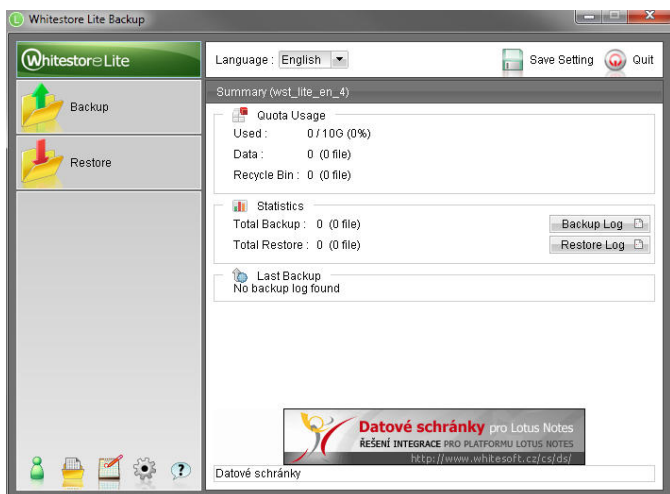 Whitestore Lite Backup
Whitestore Lite
Backup
Restore
Language : English
Save Setting
Quit
Summary (wst_lite_en_4)
Quota Usage
Used : 0 / 10G (0%)
Data : 0 (0 file)
Recycle Bin : 0 (0 file)
Statistics
Total Backup : 0 (0 file)
Backup Log
Total Restore : 0 (0 file)
Restore Log
Last Backup
No backup log found
Datové schránky pro Lotus Notes
ŘEŠENÍ INTEGRACE PRO PLATFORMU LOTUS NOTES
http://www.whitesoft.cz/cs/ds/
Datové schránky